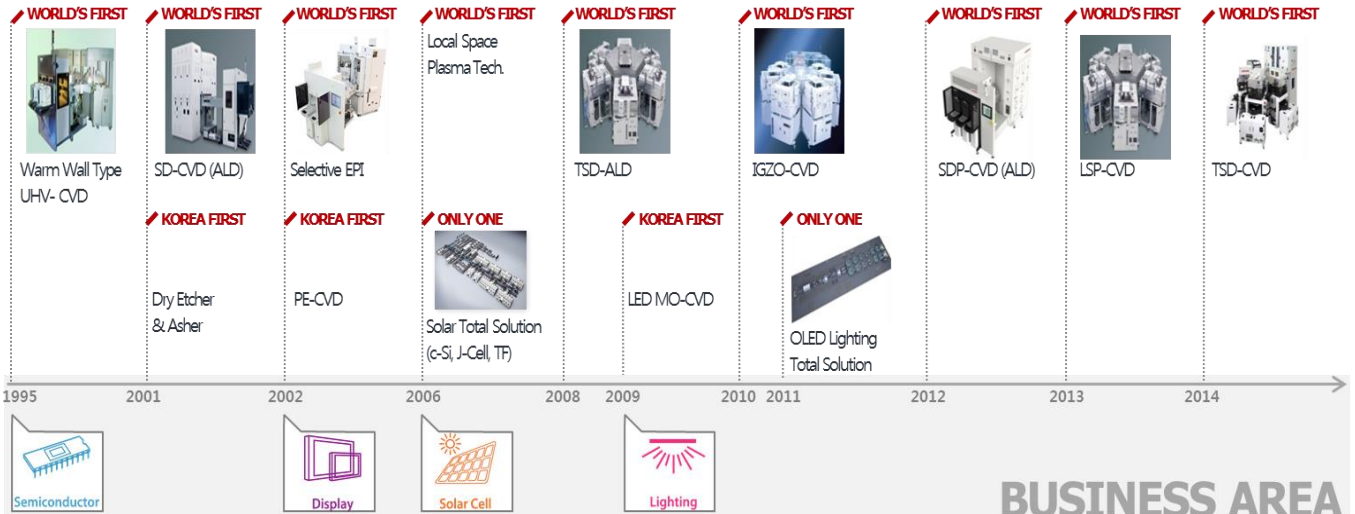 WORLD'S FIRST
WORLD'S FIRST
WORLD'S FIRST
WORLD'S FIRST
WORLD'S FIRST
WORLD'S FIRST
WORLD'S FIRST
WORLD'S FIRST
WORLD'S FIRST
Local Space
Plasma Tech.
Warm Wall Type
UHV- CVD
SD-CVD (ALD)
Selective EPI
TSD-ALD
IGZO-CVD
SDP-CVD (ALD)
LSP-CVD
TSD-CVD
KOREA FIRST
KOREA FIRST
ONLY ONE
KOREA FIRST
ONLY ONE
Dry Etcher
& Asher
PE-CVD
Solar Total Solution
(c-Si, J-Cell, TF)
LED MO-CVD
OLED Lighting
Total Solution
1995
2001
2002
2006
2008
2009
2010
2011
2012
2013
2014
Semiconductor
Display
Solar Cell
Lighting
BUSINESS AREA